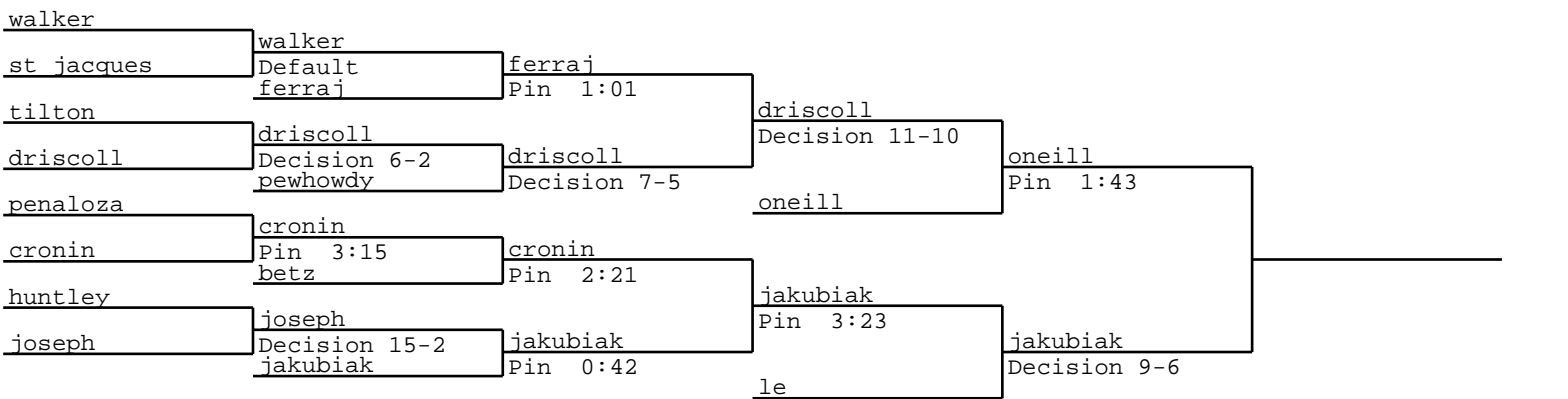 walker
st jacques
tilton
driscoll
penaloza
cronin
huntley
joseph
walker
Default
ferraj
driscoll
Decision 6-2
pewhowdy
cronin
Pin 3:15
betz
joseph
Decision 15-2
jakubiak
ferraj
Pin 1:01
driscoll
Decision 7-5
cronin
Pin 2:21
jakubiak
Pin 0:42
driscoll
Decision 11-10
oneill
jakubiak
Pin 3:23
le
oneill
Pin 1:43
jakubiak
Decision 9-6